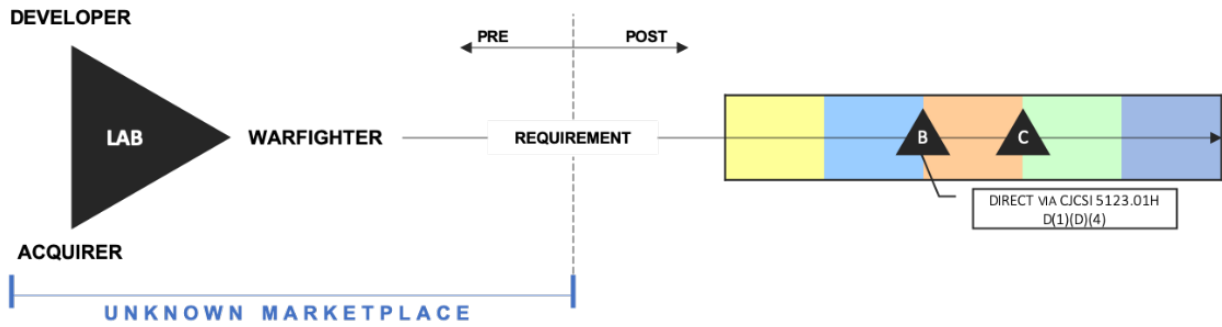 DEVELOPER
PRE
POST
LAB
WARFIGHTER
REQUIREMENT
B
C
DIRECT VIA CJCSI 5123.01H
D(1)(D)(4)
ACQUIRER
UNKNOWN MARKETPLACE